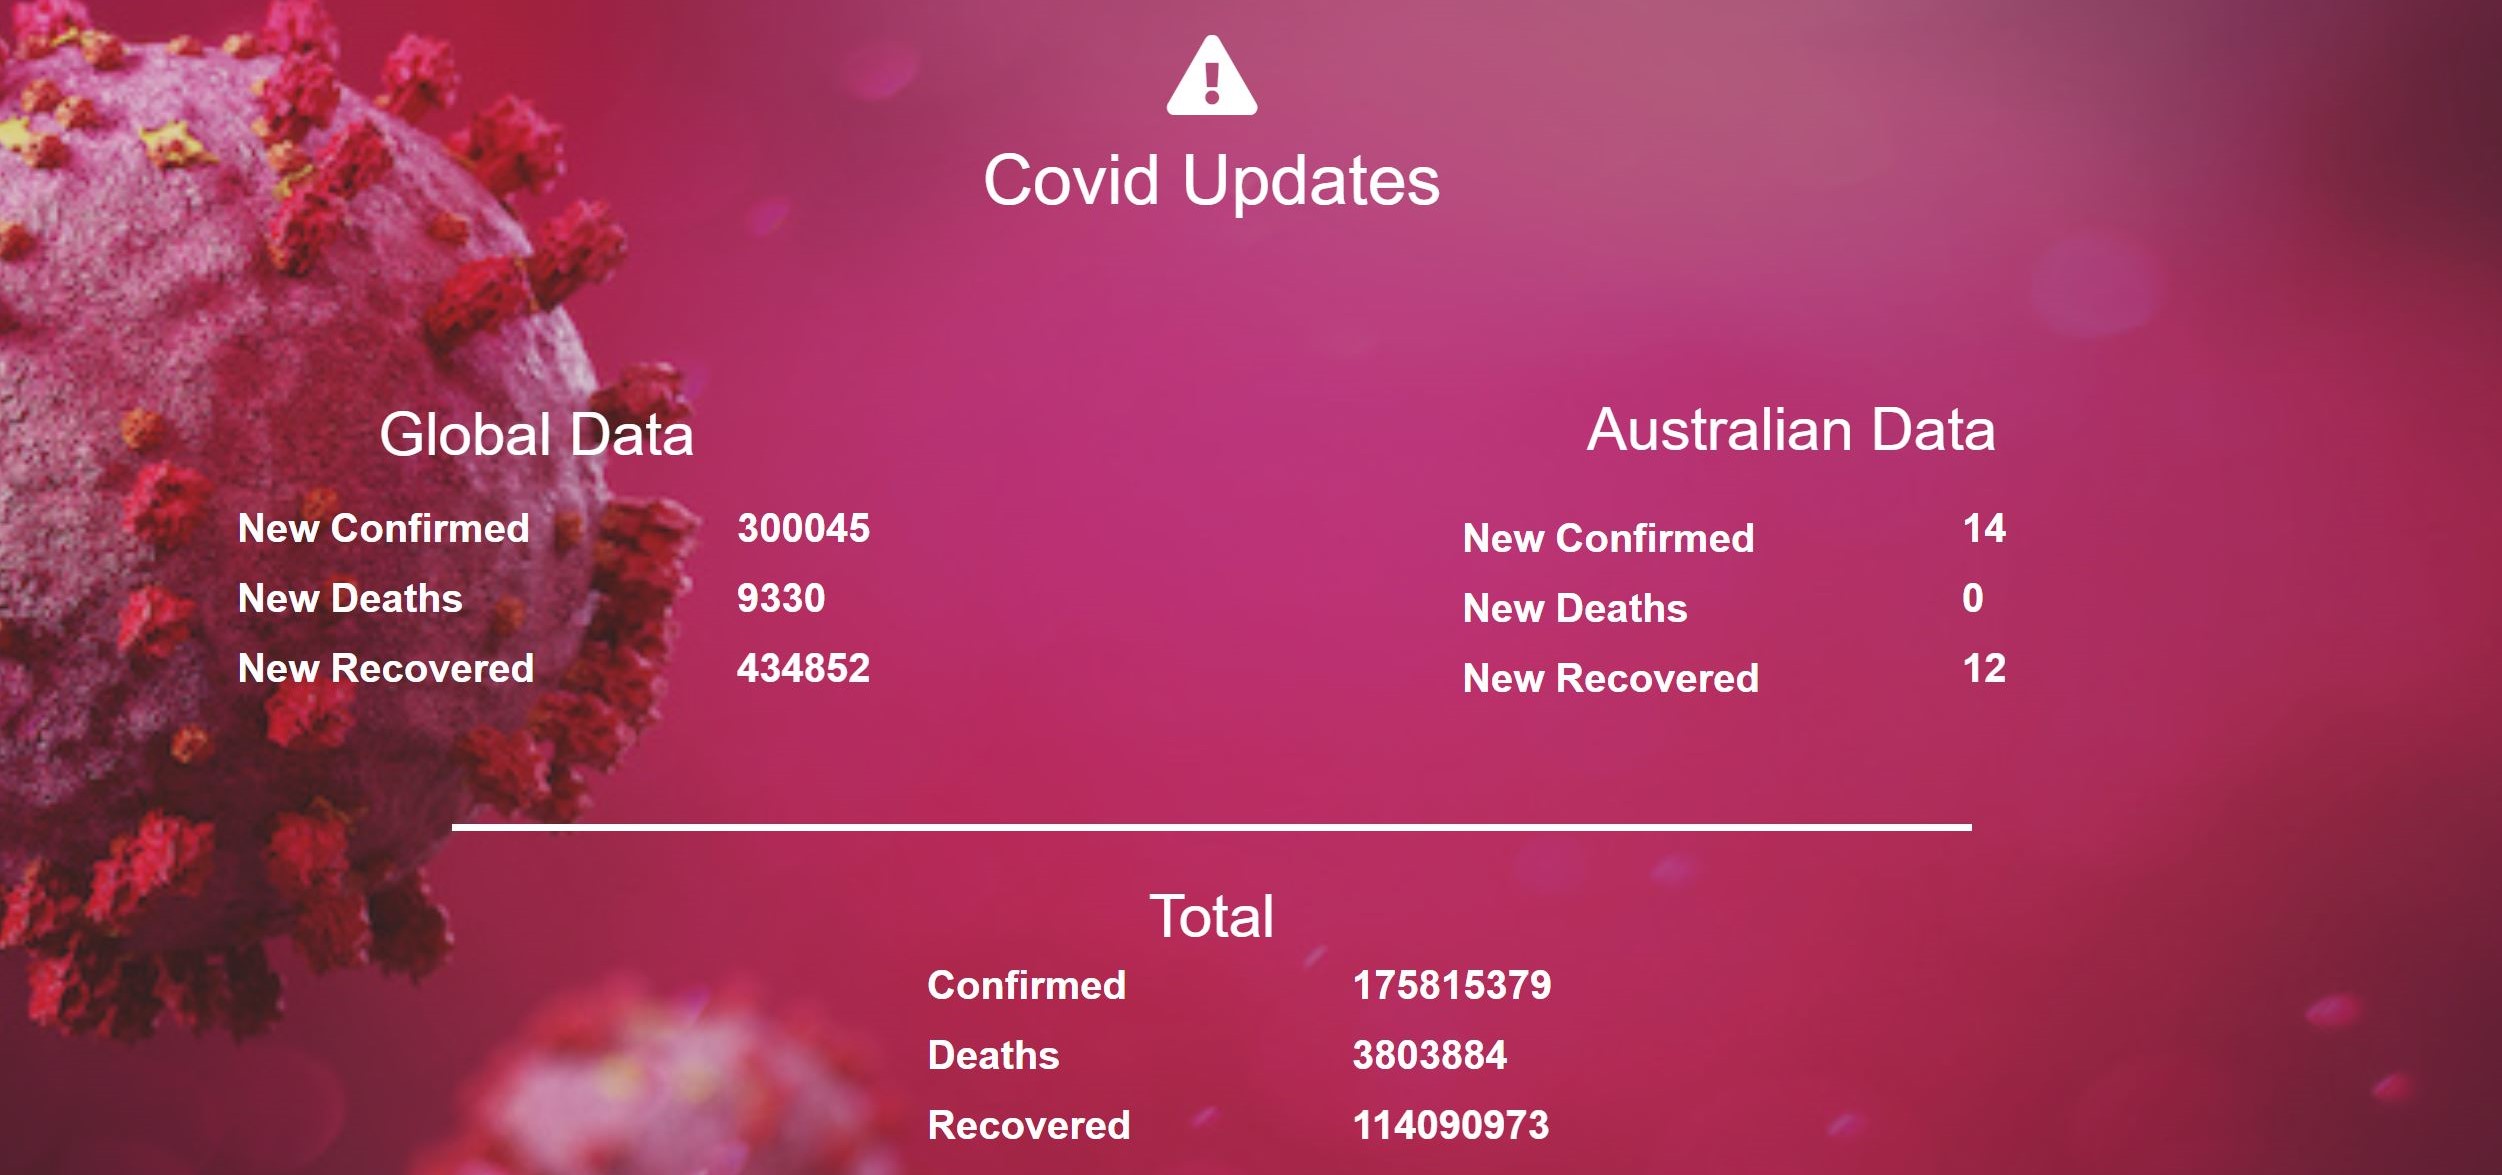 Covid Updates
Global Data
New Confirmed 300045
New Deaths 9330
New Recovered 434852
Australian Data
New Confirmed 14
New Deaths 0
New Recovered 12
Total
Confirmed 175815379
Deaths 3803884
Recovered 114090973